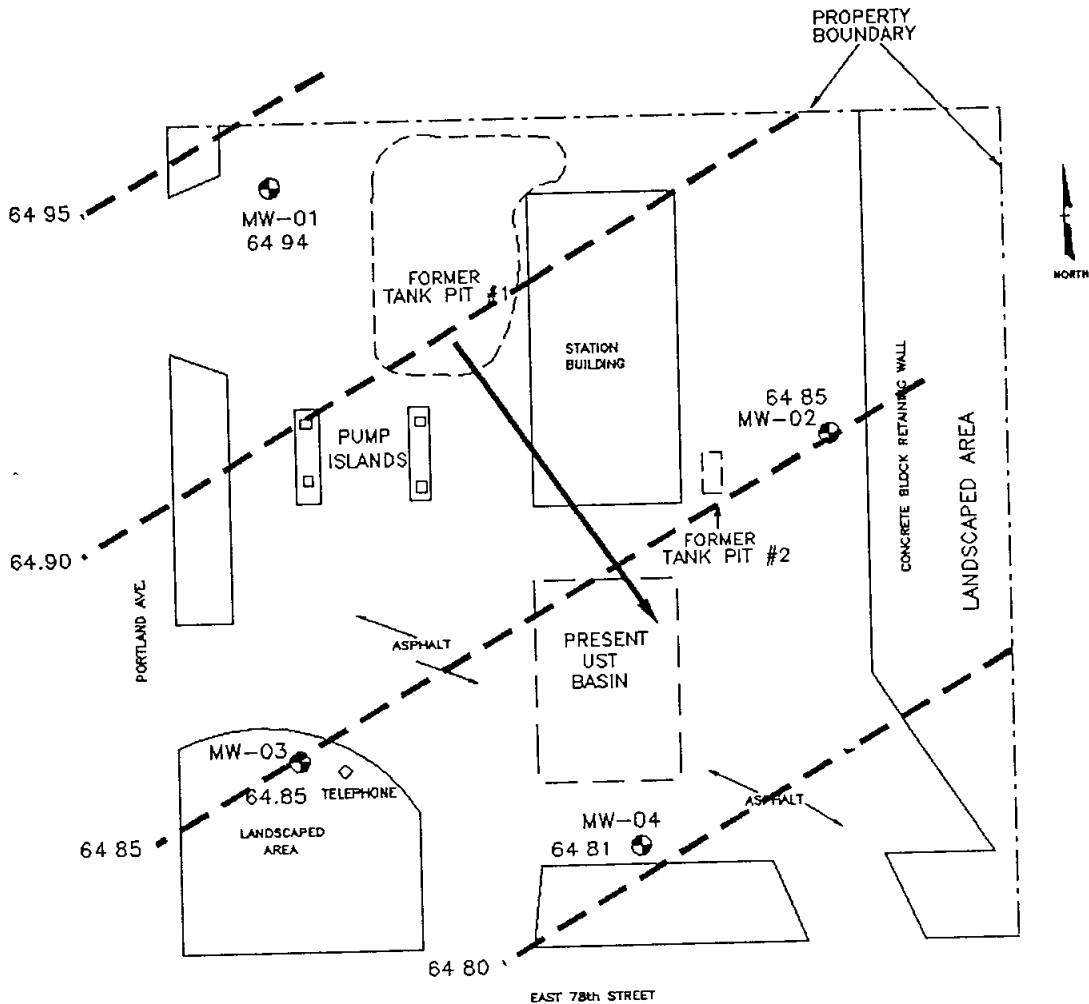 PROPERTY
BOUNDARY
64 95
MW-01
64 94
NORTH
FORMER
TANK PIT #1
STATION
BUILDING
64 85
MW-02
CONCRETE BLOCK RETAINING WALL
LANDSCAPED AREA
PUMP
ISLANDS
64.90
FORMER
TANK PIT #2
PORTLAND AVE.
ASPHALT
PRESENT
UST
BASIN
MW-03
64.85
TELEPHONE
ASPHALT
LANDSCAPED
AREA
64 85
MW-04
64 81
64 80
EAST 78th STREET